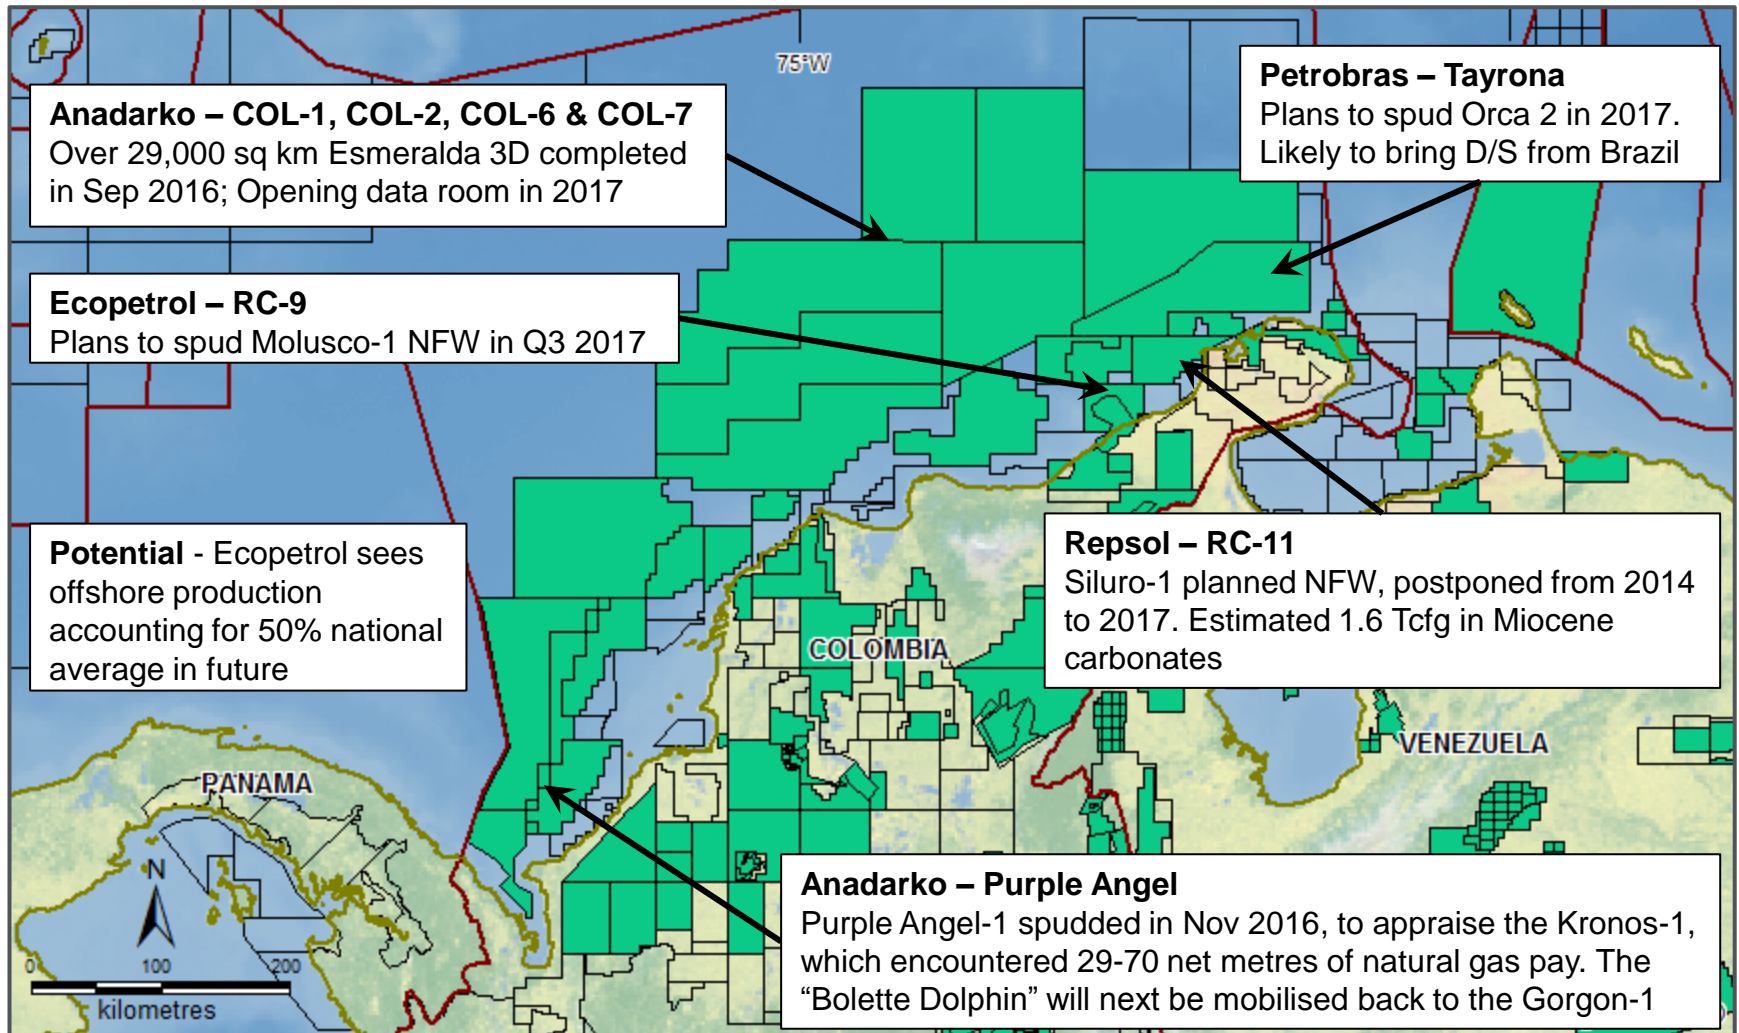 75°W
Anadarko – COL-1, COL-2, COL-6 & COL-7
Over 29,000 sq km Esmeralda 3D completed
in Sep 2016; Opening data room in 2017
Petrobras – Tayrona
Plans to spud Orca 2 in 2017.
Likely to bring D/S from Brazil
Ecopetrol – RC-9
Plans to spud Molusco-1 NFW in Q3 2017
Potential - Ecopetrol sees
offshore production
accounting for 50% national
average in future
Repsol – RC-11
Siluro-1 planned NFW, postponed from 2014
to 2017. Estimated 1.6 Tcfg in Miocene
carbonates
COLOMBIA
VENEZUELA
PANAMA
Anadarko – Purple Angel
Purple Angel-1 spudded in Nov 2016, to appraise the Kronos-1,
which encountered 29-70 net metres of natural gas pay. The
“Bolette Dolphin” will next be mobilised back to the Gorgon-1
N
0 100 200
kilometres